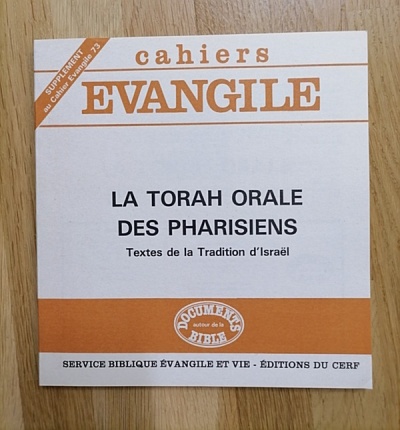 SUPPLEMENT
au Cahier Evangile 73
cahiers
EVANGILE
LA TORAH ORALE
DES PHARISIENS
Textes de la Tradition d'Israël
DOCUMENTS
autour de la
BIBLE
SERVICE BIBLIQUE ÉVANGILE ET VIE - ÉDITIONS DU CERF